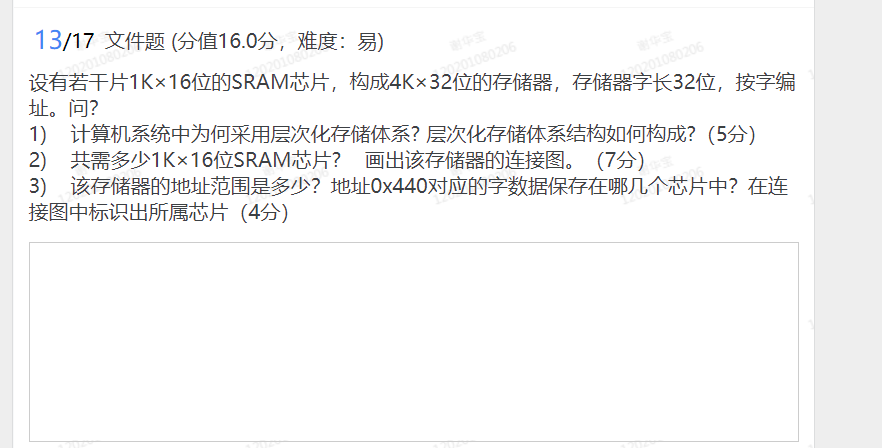 13/17 文件题 (分值16.0分，难度：易)
设有若干片1K×16位的SRAM芯片，构成4K×32位的存储器，存储器字长32位，按字编
址。问？
1) 计算机系统中为何采用层次化存储体系? 层次化存储体系结构如何构成?（5分）
2) 共需多少1K×16位SRAM芯片？ 画出该存储器的连接图。（7分）
3) 该存储器的地址范围是多少？地址0x440对应的字数据保存在哪几个芯片中？在连
接图中标识出所属芯片（4分）
谢华宝
120201080206